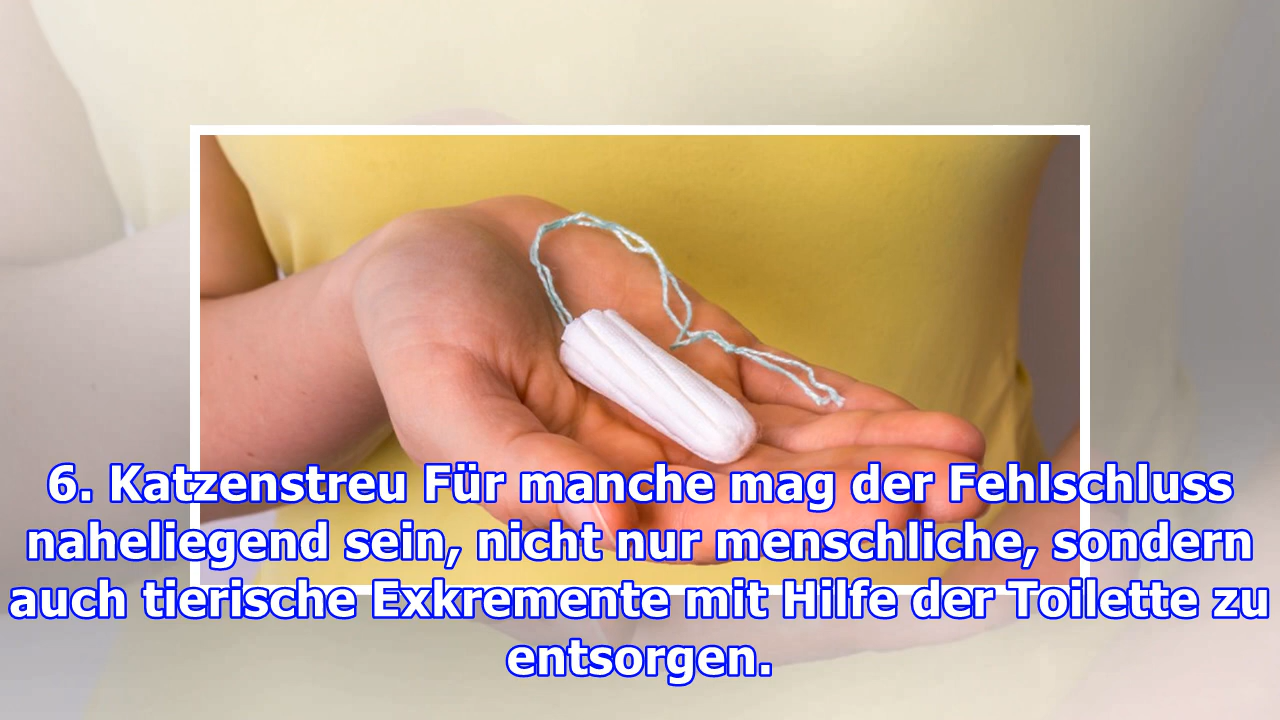 6. Katzenstreu Für manche mag der Fehlschluss
naheliegend sein, nicht nur menschliche, sondern
auch tierische Exkremente mit Hilfe der Toilette zu
entsorgen.